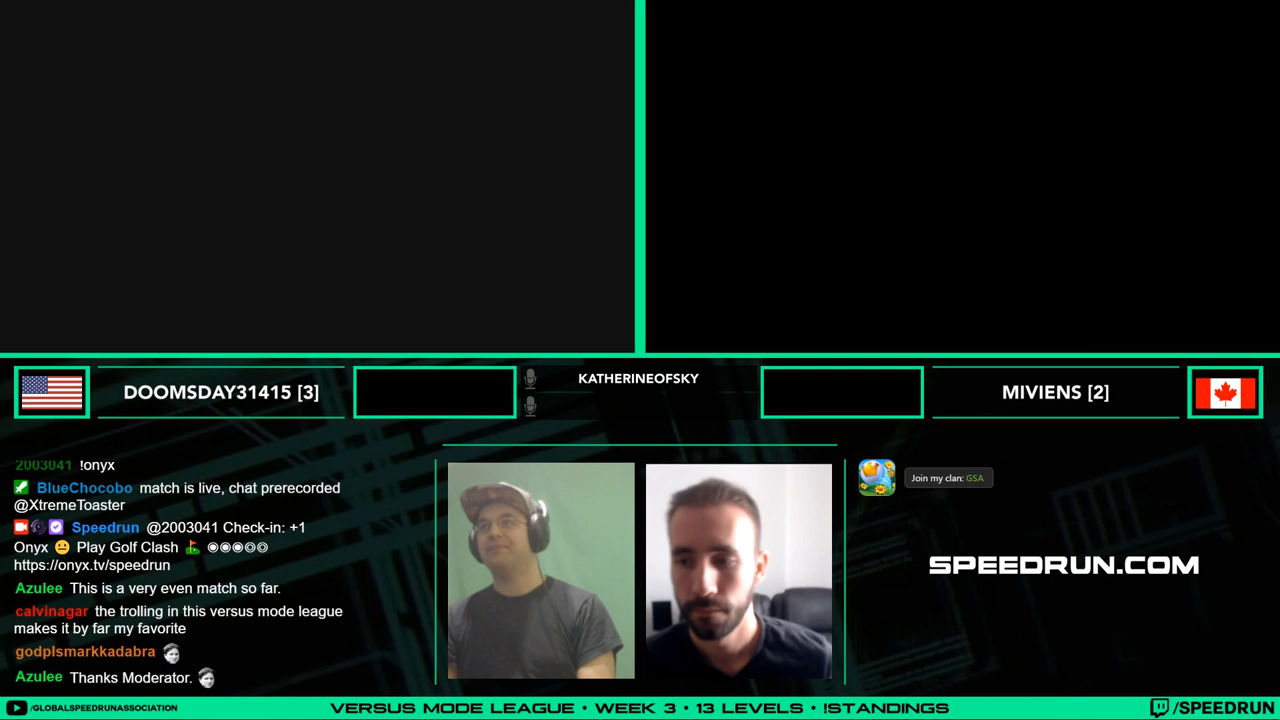 DOOMSDAY31415 [3]
KATHERINEOFSKY
MIVIENS [2]
2003041 !onyx
BlueChocobo match is live, chat prerecorded
@XtremeToaster
Speedrun @2003041 Check-in: +1
Onyx 😐 Play Golf Clash ⛳ ◉◉◉◎◎
https://onyx.tv/speedrun
Azulee This is a very even match so far.
calvinagar the trolling in this versus mode league
makes it by far my favorite
godplsmarkkadabra
Azulee Thanks Moderator.
Join my clan: GSA
SPEEDRUN.COM
/GLOBALSPEEDRUNASSOCIATION
VERSUS MODE LEAGUE • WEEK 3 • 13 LEVELS • !STANDINGS
/SPEEDRUN